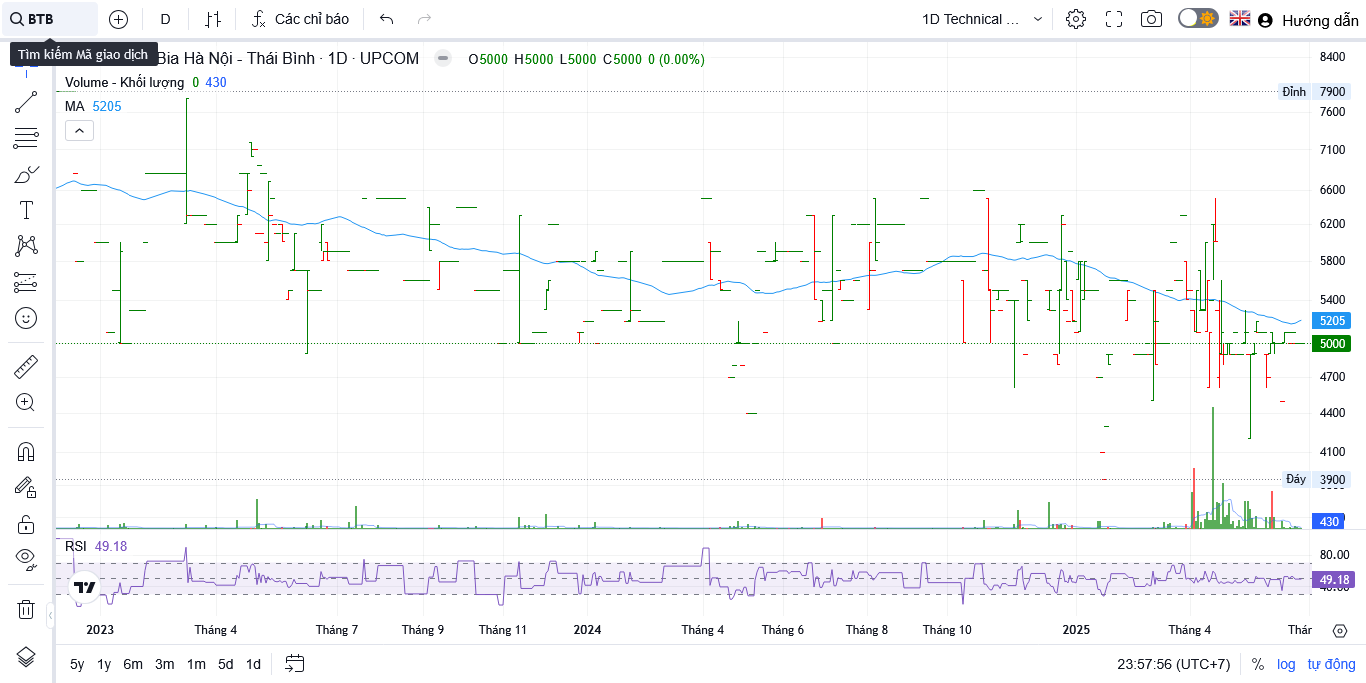 BTB
D
Các chỉ báo
1D Technical ...
Hướng dẫn
Tìm kiếm Mã giao dịch
Bia Hà Nội - Thái Bình · 1D · UPCOM
O5000 H5000 L5000 C5000 0 (0.00%)
Volume - Khối lượng 0 430
MA 5205
8400
Đỉnh 7900
7600
7100
6600
6200
5800
5400
5205
5000
4700
4400
4100
Đáy 3900
430
RSI 49.18
80.00
49.18
40.00
2023 Tháng 4 Tháng 7 Tháng 9 Tháng 11 2024 Tháng 4 Tháng 6 Tháng 8 Tháng 10 2025 Tháng 4 Thár
5y 1y 6m 3m 1m 5d 1d
23:57:56 (UTC+7) % log tự động